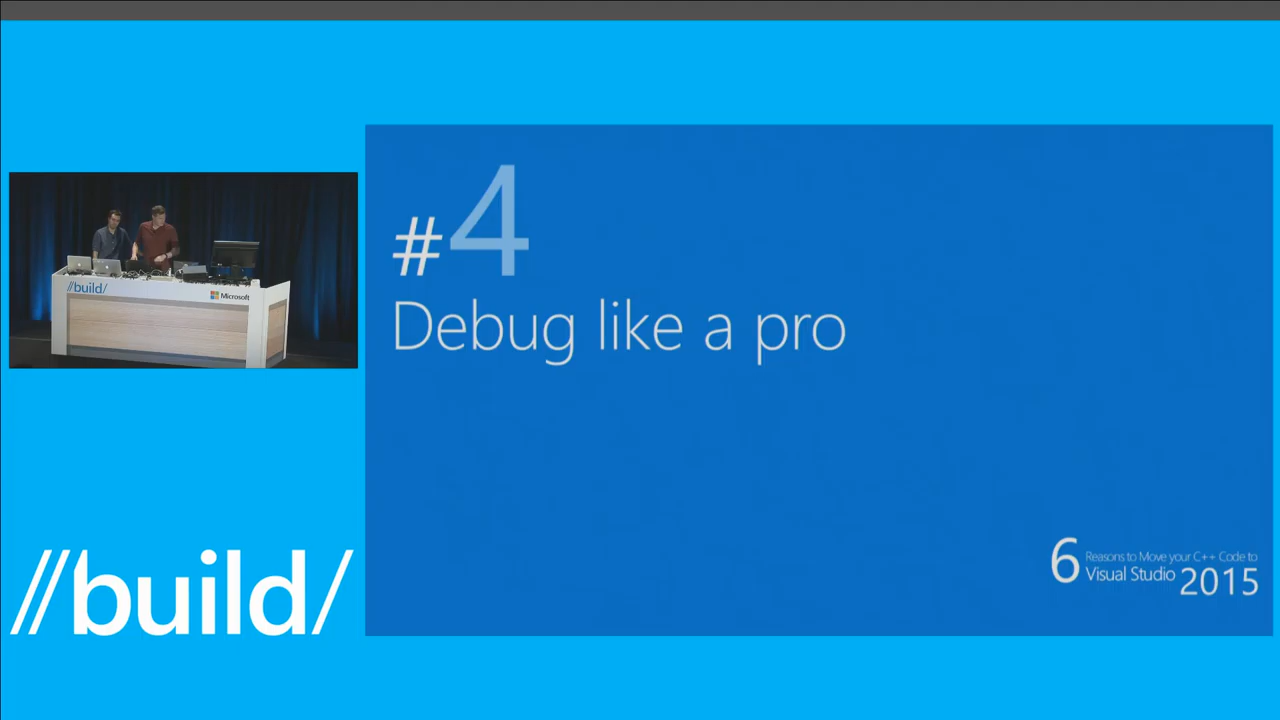 #4
Debug like a pro
//build/
Microsoft
//build/
6 Reasons to Move your C++ Code to
Visual Studio 2015